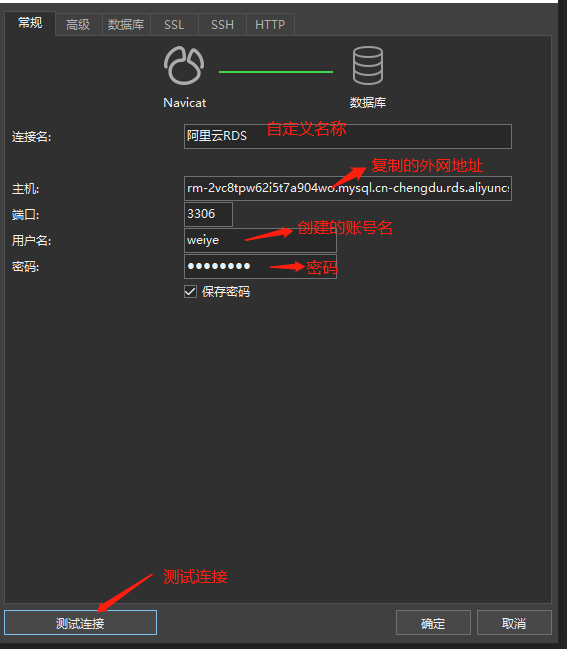 常规 高级 数据库 SSL SSH HTTP
Navicat 数据库
连接名: 阿里云RDS 自定义名称
复制的外网地址
主机: rm-2vc8tpw62i5t7a904wo.mysql.cn-chengdu.rds.aliyuncs
端口: 3306
创建的账号名
用户名: weiye
密码: ●●●●●●●● 密码
保存密码
测试连接
测试连接 确定 取消